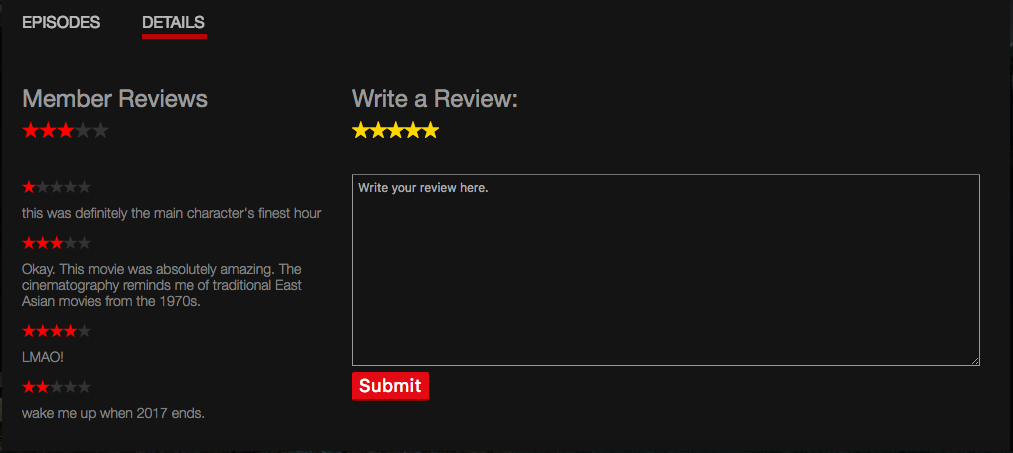 EPISODES DETAILS
Member Reviews
this was definitely the main character's finest hour
Okay. This movie was absolutely amazing. The
cinematography reminds me of traditional East
Asian movies from the 1970s.
LMAO!
wake me up when 2017 ends.
Write a Review:
Write your review here.
Submit